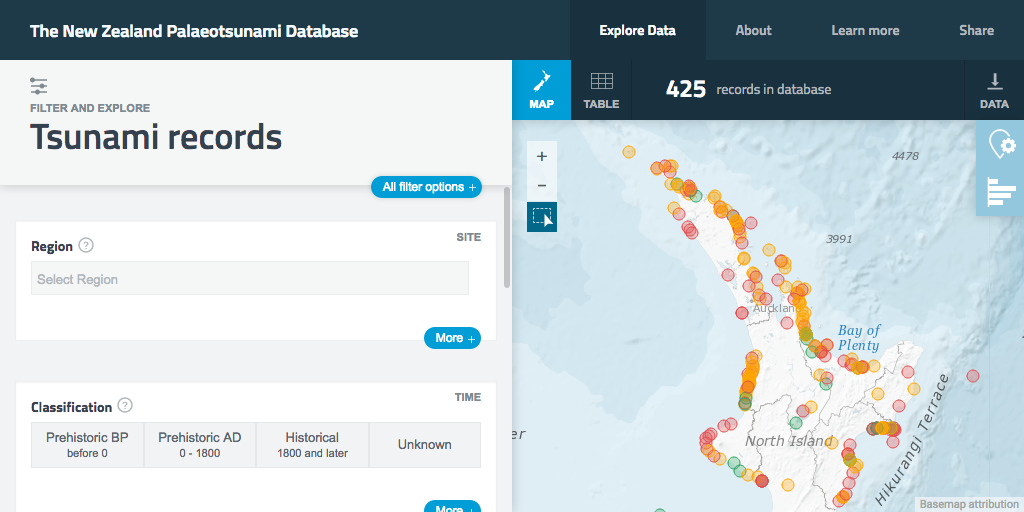 The New Zealand Palaeotsunami Database
Explore Data
About
Learn more
Share
FILTER AND EXPLORE
Tsunami records
MAP
TABLE
425 records in database
DATA
All filter options +
Region ?
SITE
Select Region
More +
Classification ?
TIME
Prehistoric BP
before 0
Prehistoric AD
0 - 1800
Historical
1800 and later
Unknown
More +
+
−
4478
3991
Auckland
Bay of
Plenty
North Island
Hikurangi Terrace
er
Basemap attribution